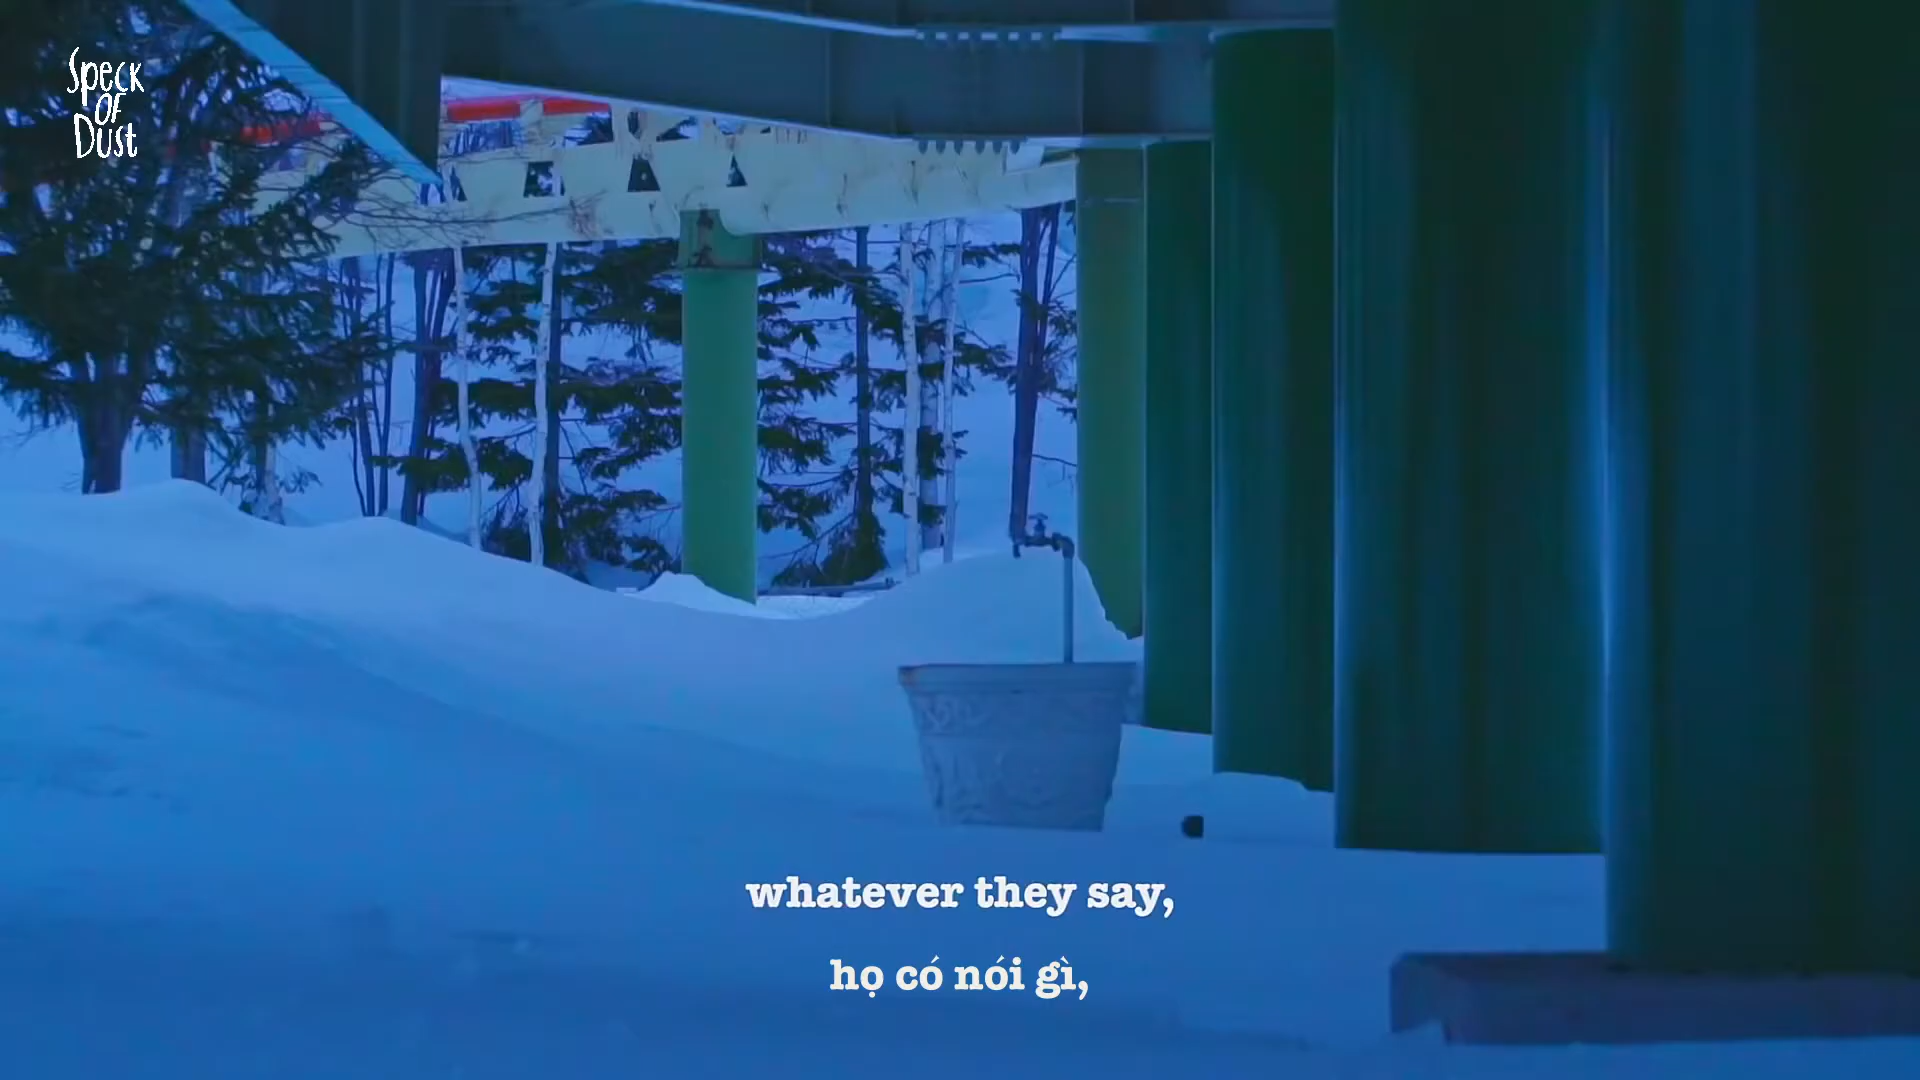 Speck
OF
Dust
whatever they say,
họ có nói gì,